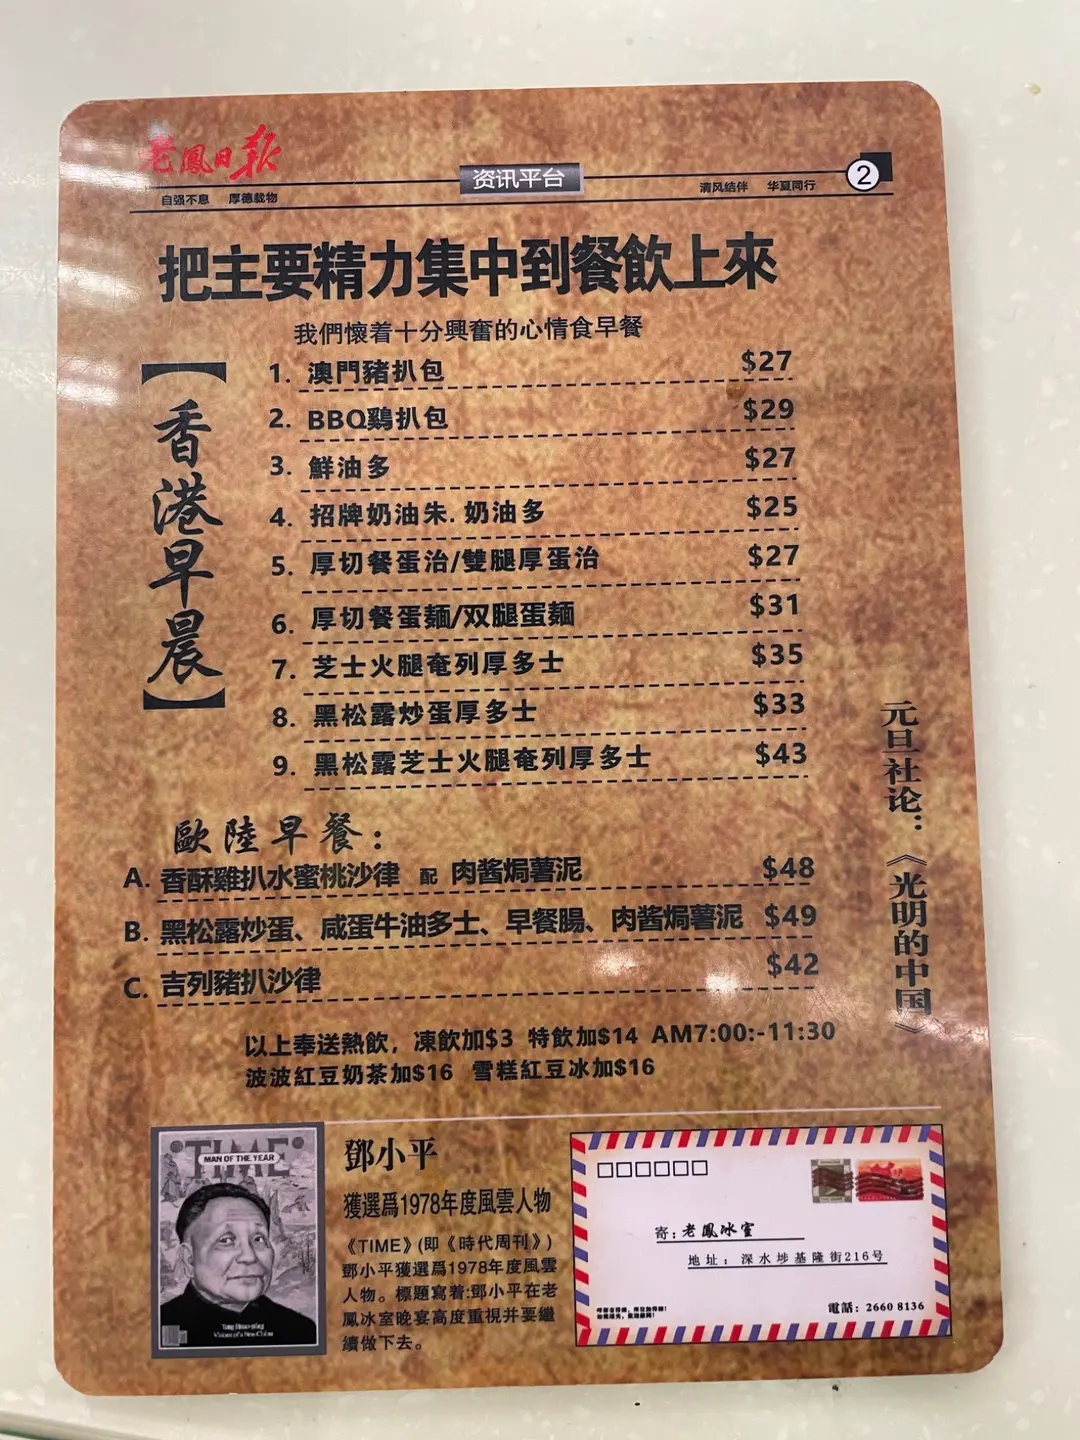 老鳳日报
自强不息 厚德载物
资讯平台
清风结伴 华夏同行
2
把主要精力集中到餐飲上來
我們懷着十分興奮的心情食早餐
【香港早晨】
1. 澳門豬扒包 $27
2. BBQ鷄扒包 $29
3. 鮮油多 $27
4. 招牌奶油朱.奶油多 $25
5. 厚切餐蛋治/雙腿厚蛋治 $27
6. 厚切餐蛋麵/双腿蛋麵 $31
7. 芝士火腿奄列厚多士 $35
8. 黑松露炒蛋厚多士 $33
9. 黑松露芝士火腿奄列厚多士 $43
元旦社论：《光明的中国》
歐陸早餐：
A. 香酥雞扒水蜜桃沙律 配 肉酱焗薯泥 $48
B. 黑松露炒蛋、咸蛋牛油多士、早餐腸、肉酱焗薯泥 $49
C. 吉列豬扒沙律 $42
以上奉送熱飲，凍飲加$3 特飲加$14 AM7:00:-11:30
波波紅豆奶茶加$16 雪糕紅豆冰加$16
TIME
MAN OF THE YEAR
Teng Hsiao-p'ing
Visions of a New China
鄧小平
獲選爲1978年度風雲人物
《TIME》(即《時代周刊》)
鄧小平獲選爲1978年度風雲
人物。標題寫着:鄧小平在老
鳳冰室晚宴高度重視并要繼
續做下去。
寄：老鳳冰室
地址：深水埗基隆街216号
電話：2660 8136